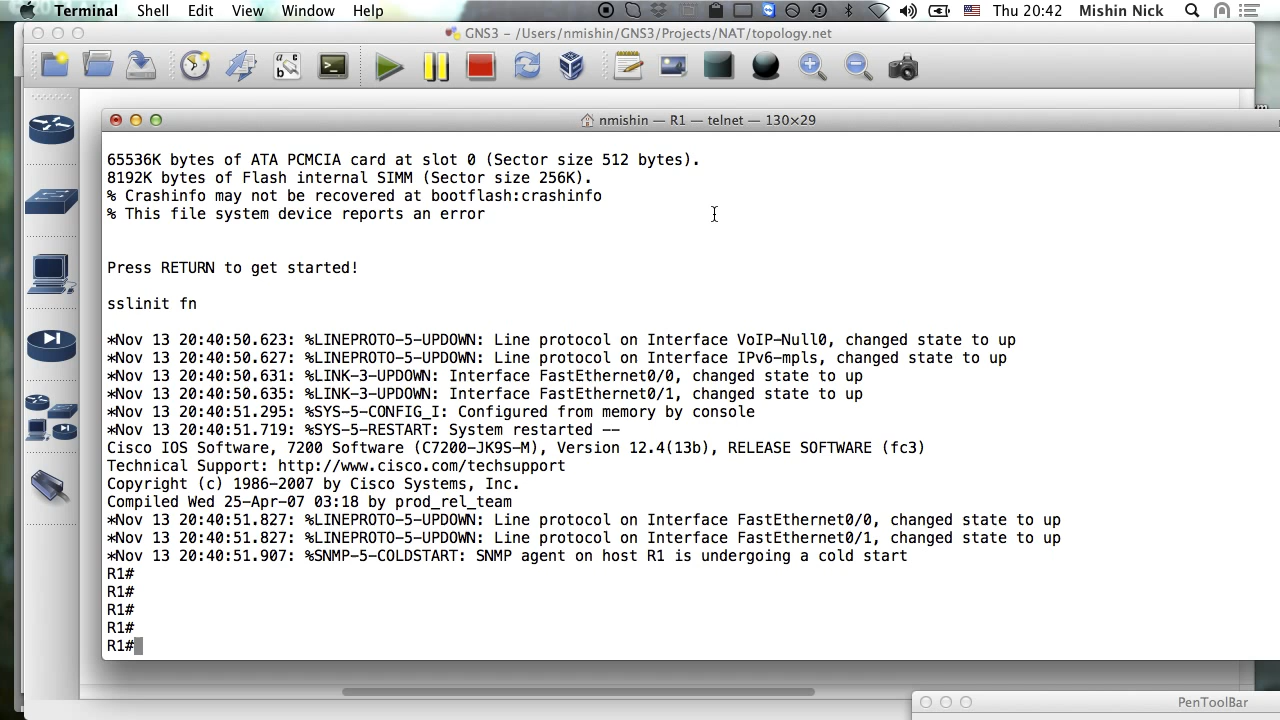 Terminal Shell Edit View Window Help Thu 20:42 Mishin Nick
GNS3 – /Users/nmishin/GNS3/Projects/NAT/topology.net
nmishin — R1 — telnet — 130×29
65536K bytes of ATA PCMCIA card at slot 0 (Sector size 512 bytes).
8192K bytes of Flash internal SIMM (Sector size 256K).
% Crashinfo may not be recovered at bootflash:crashinfo
% This file system device reports an error
Press RETURN to get started!
sslinit fn
*Nov 13 20:40:50.623: %LINEPROTO-5-UPDOWN: Line protocol on Interface VoIP-Null0, changed state to up
*Nov 13 20:40:50.627: %LINEPROTO-5-UPDOWN: Line protocol on Interface IPv6-mpls, changed state to up
*Nov 13 20:40:50.631: %LINK-3-UPDOWN: Interface FastEthernet0/0, changed state to up
*Nov 13 20:40:50.635: %LINK-3-UPDOWN: Interface FastEthernet0/1, changed state to up
*Nov 13 20:40:51.295: %SYS-5-CONFIG_I: Configured from memory by console
*Nov 13 20:40:51.719: %SYS-5-RESTART: System restarted --
Cisco IOS Software, 7200 Software (C7200-JK9S-M), Version 12.4(13b), RELEASE SOFTWARE (fc3)
Technical Support: http://www.cisco.com/techsupport
Copyright (c) 1986-2007 by Cisco Systems, Inc.
Compiled Wed 25-Apr-07 03:18 by prod_rel_team
*Nov 13 20:40:51.827: %LINEPROTO-5-UPDOWN: Line protocol on Interface FastEthernet0/0, changed state to up
*Nov 13 20:40:51.827: %LINEPROTO-5-UPDOWN: Line protocol on Interface FastEthernet0/1, changed state to up
*Nov 13 20:40:51.907: %SNMP-5-COLDSTART: SNMP agent on host R1 is undergoing a cold start
R1#
R1#
R1#
R1#
R1#
PenToolBar